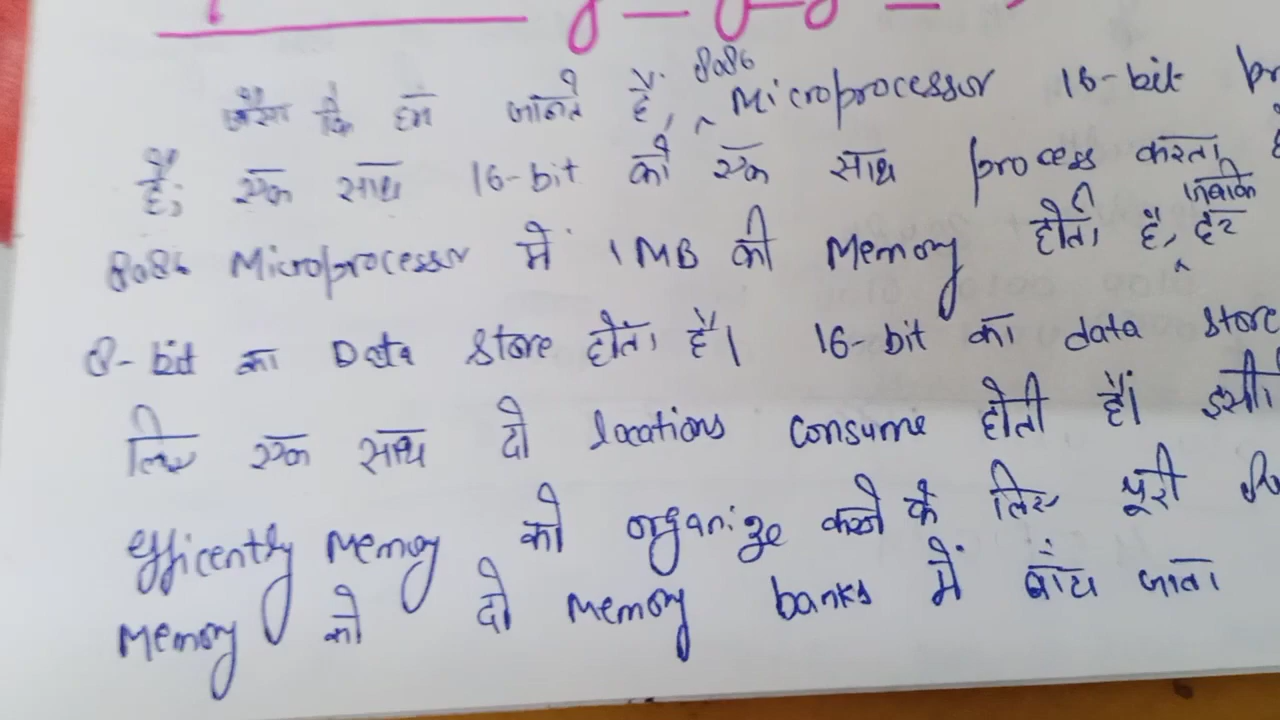 जैसा कि हम जानते हैं, 8086 Microprocessor 16-bit
है; एक साथ 16-bit को एक साथ process करता
8086 Microprocessor में 1MB की Memory होती है, जबकि हर
8-bit का Data Store होता है। 16-bit का data store
लिए एक साथ दो locations consume होती हैं। इसी
efficently Memory को organize करने के लिए पूरी
Memory को दो Memory banks में बाँटा जाता